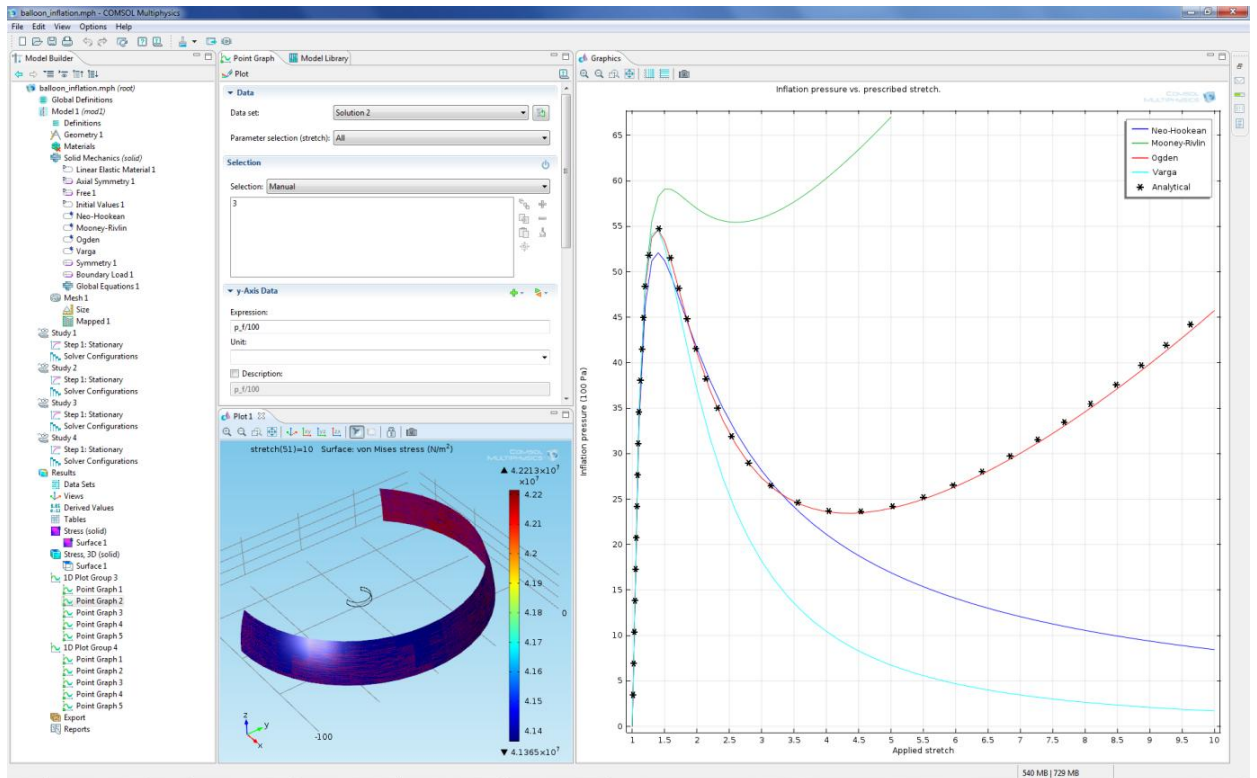 balloon_inflation.mph - COMSOL Multiphysics
File Edit View Options Help
Model Builder
balloon_inflation.mph (root)
Global Definitions
Model 1 (mod1)
Definitions
Geometry 1
Materials
Solid Mechanics (solid)
Linear Elastic Material 1
Axial Symmetry 1
Free 1
Initial Values 1
Neo-Hookean
Mooney-Rivlin
Ogden
Varga
Symmetry 1
Boundary Load 1
Global Equations 1
Mesh 1
Size
Mapped 1
Study 1
Step 1: Stationary
Solver Configurations
Study 2
Step 1: Stationary
Solver Configurations
Study 3
Step 1: Stationary
Solver Configurations
Study 4
Step 1: Stationary
Solver Configurations
Results
Data Sets
Views
Derived Values
Tables
Stress (solid)
Surface 1
Stress, 3D (solid)
Surface 1
1D Plot Group 3
Point Graph 1
Point Graph 2
Point Graph 3
Point Graph 4
Point Graph 5
1D Plot Group 4
Point Graph 1
Point Graph 2
Point Graph 3
Point Graph 4
Point Graph 5
Export
Reports
Point Graph Model Library
Plot
Data
Data set: Solution 2
Parameter selection (stretch): All
Selection
Selection: Manual
3
y-Axis Data
Expression:
p_f/100
Unit:
Description:
p_f/100
Plot 1
stretch(51)=10 Surface: von Mises stress (N/m²)
COMSOL
MULTIPHYSICS
▲ 4.2213×10⁷
×10⁷
4.22
4.21
4.2
4.19
4.18
4.17
4.16
4.15
4.14
▼ 4.1365×10⁷
0
-100
z
y
x
Graphics
Inflation pressure vs. prescribed stretch.
COMSOL
MULTIPHYSICS
Neo-Hookean
Mooney-Rivlin
Ogden
Varga
Analytical
Inflation pressure (100 Pa)
65
60
55
50
45
40
35
30
25
20
15
10
5
0
1 1.5 2 2.5 3 3.5 4 4.5 5 5.5 6 6.5 7 7.5 8 8.5 9 9.5 10
Applied stretch
540 MB | 729 MB